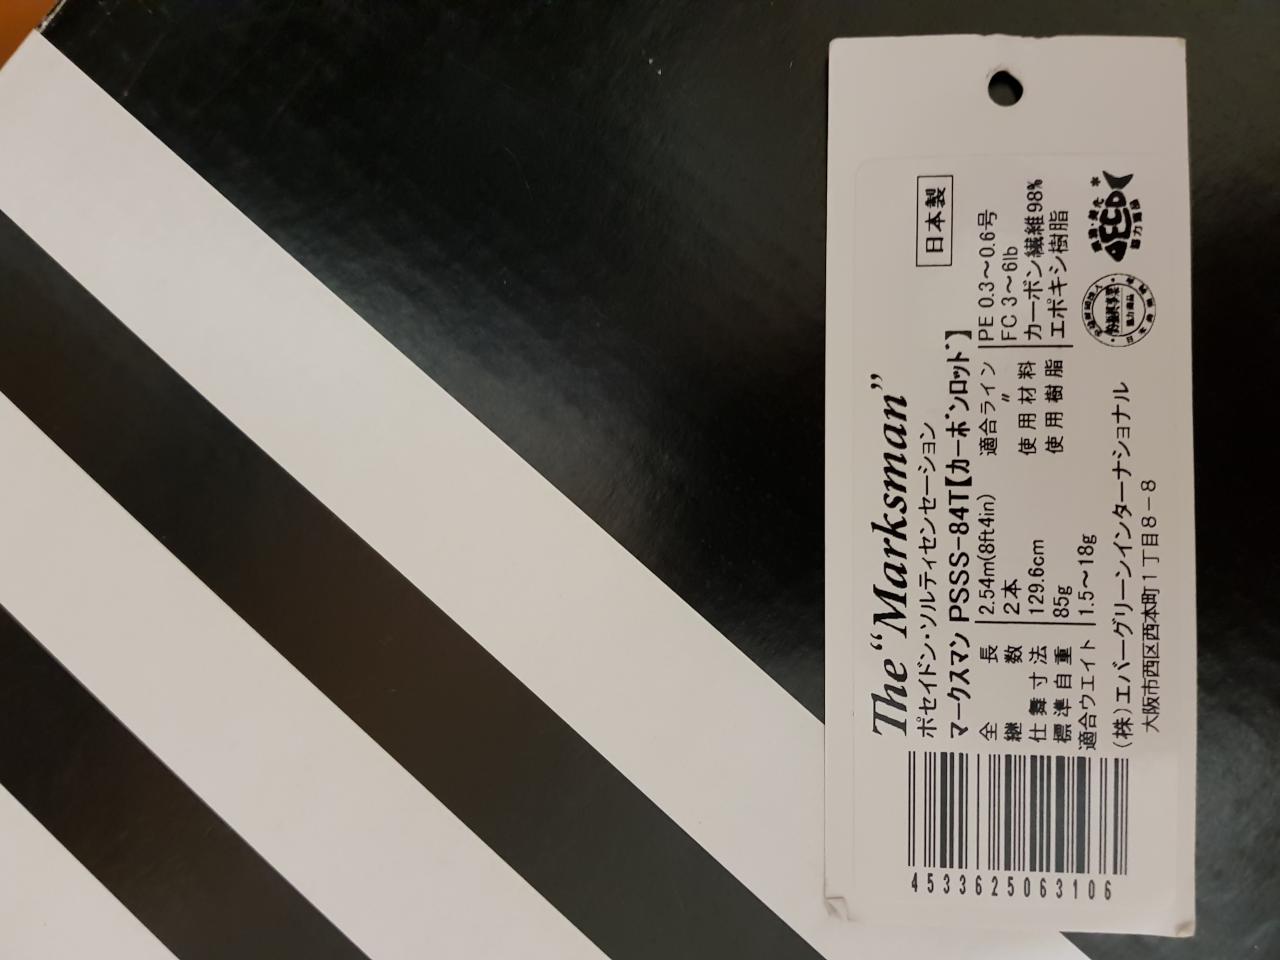 The “Marksman”
ポセイドン・ソルティセンセーション
マークスマン PSSS-84T【カーボンロッド】
日本製
全長 2.54m(8ft4in)
継数 2本
仕舞寸法 129.6cm
標準自重 85g
適合ウエイト 1.5～18g
適合ライン PE 0.3～0.6号
〃 FC 3～6lb
使用材料 カーボン繊維98%
使用樹脂 エポキシ樹脂
(株)エバーグリーンインターナショナル
大阪市西区西本町1丁目8-8
ECO
4533625063106